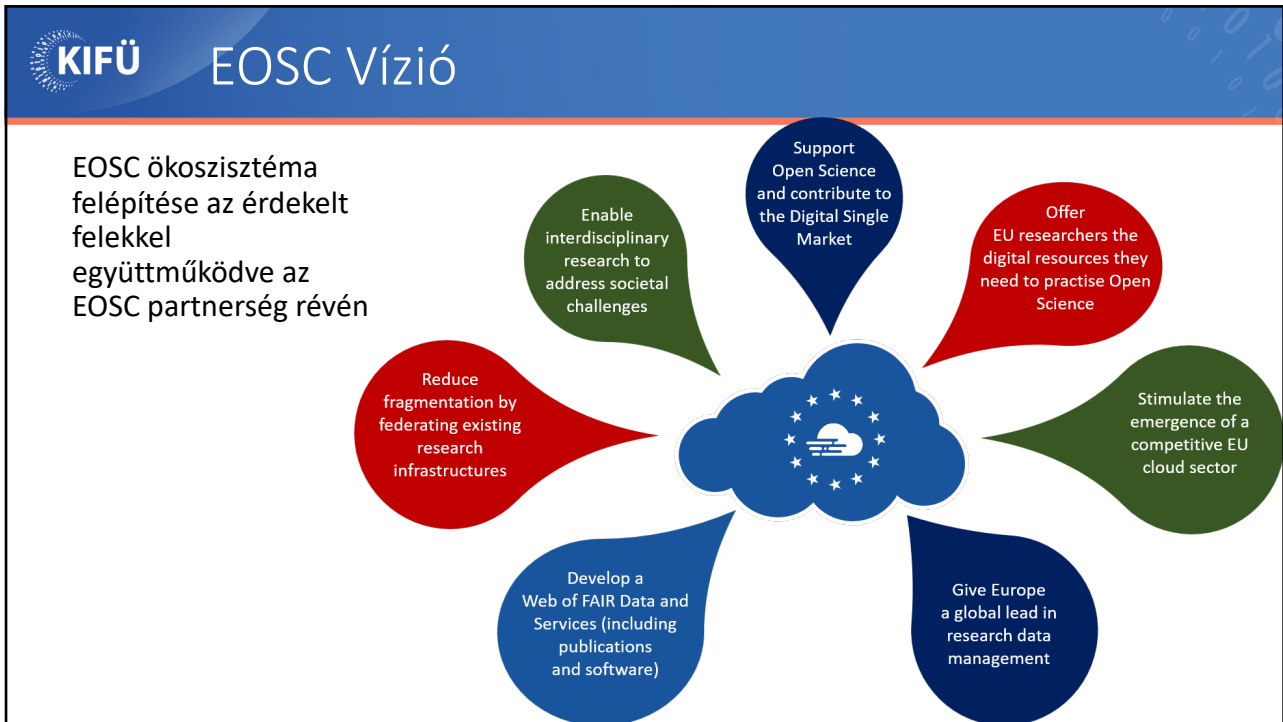 KIFÜ
EOSC Vízió
EOSC ökoszisztéma
felépítése az érdekelt
felekkel
együttműködve az
EOSC partnerség révén
Support
Open Science
and contribute to
the Digital Single
Market
Enable
interdisciplinary
research to
address societal
challenges
Offer
EU researchers the
digital resources they
need to practise Open
Science
Reduce
fragmentation by
federating existing
research
infrastructures
Stimulate the
emergence of a
competitive EU
cloud sector
Develop a
Web of FAIR Data and
Services (including
publications
and software)
Give Europe
a global lead in
research data
management